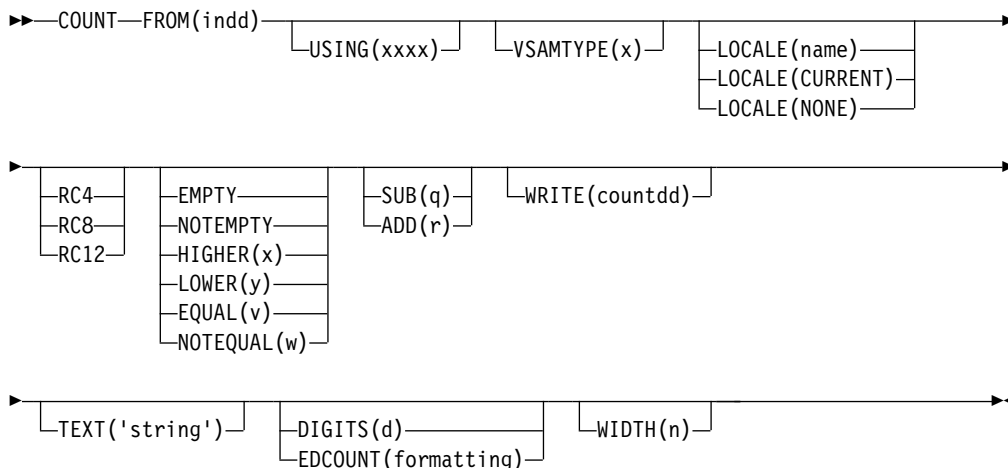 COUNT FROM(indd)
USING(xxxx) VSAMTYPE(x) LOCALE(name)
LOCALE(CURRENT)
LOCALE(NONE)
RC4 EMPTY SUB(q) WRITE(countdd)
RC8 NOTEMPTY ADD(r)
RC12 HIGHER(x)
LOWER(y)
EQUAL(v)
NOTEQUAL(w)
TEXT('string') DIGITS(d) WIDTH(n)
EDCOUNT(formatting)